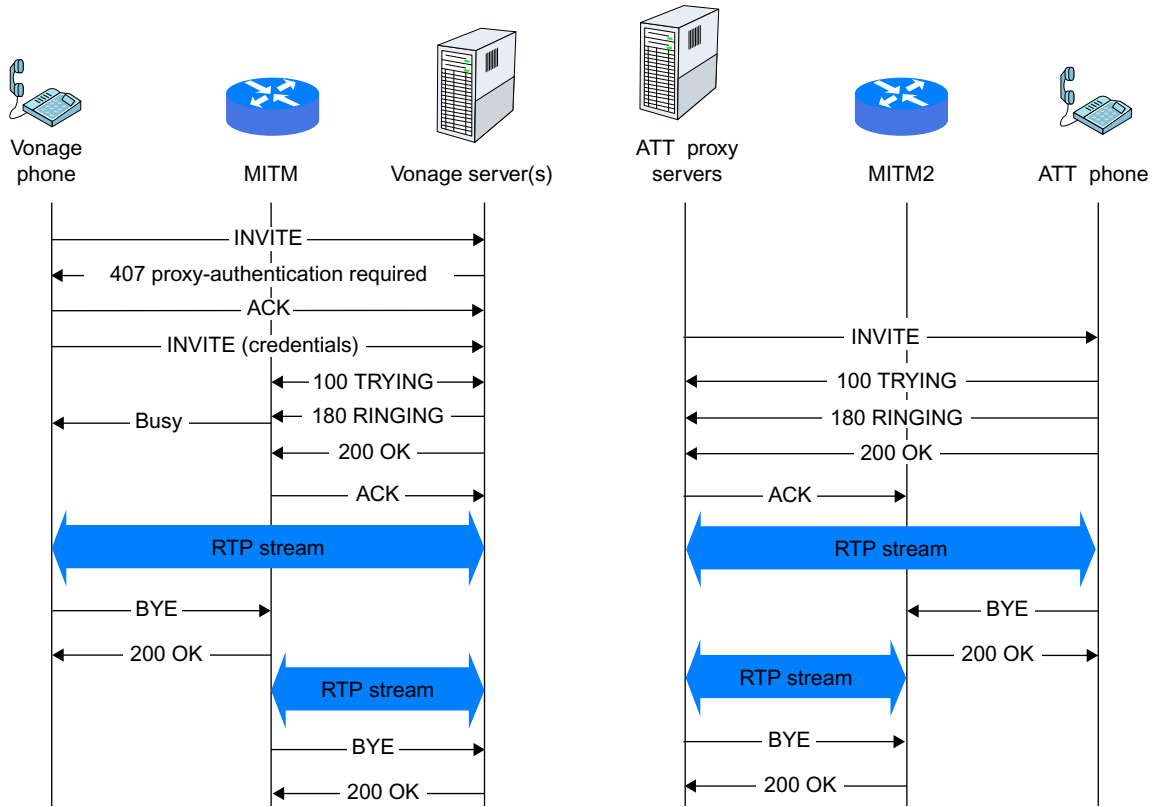 Vonage
phone
MITM
Vonage server(s)
ATT proxy
servers
MITM2
ATT phone
INVITE
407 proxy-authentication required
ACK
INVITE (credentials)
100 TRYING
180 RINGING
Busy
200 OK
ACK
RTP stream
BYE
200 OK
RTP stream
BYE
200 OK
INVITE
100 TRYING
180 RINGING
200 OK
ACK
RTP stream
BYE
200 OK
RTP stream
BYE
200 OK